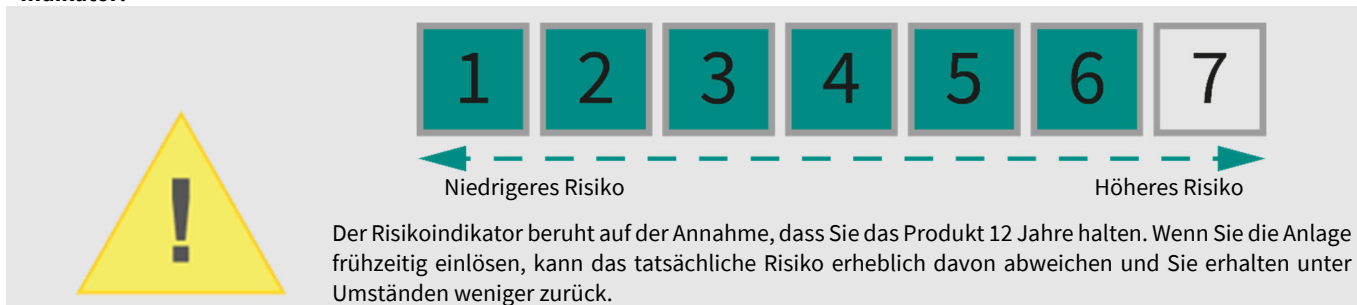 1 2 3 4 5 6 7
Niedrigeres Risiko Höheres Risiko
!
Der Risikoindikator beruht auf der Annahme, dass Sie das Produkt 12 Jahre halten. Wenn Sie die Anlage
frühzeitig einlösen, kann das tatsächliche Risiko erheblich davon abweichen und Sie erhalten unter
Umständen weniger zurück.